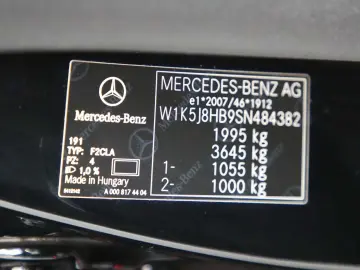 Mercedes-Benz
191
TYP: F2CLA
PZ: 4
1,0 %
Made in Hungary
A 000 817 44 04
MERCEDES-BENZ AG
e1*2007/46*1912
W1K5J8HB9SN484382
1995 kg
3645 kg
1- 1055 kg
2- 1000 kg